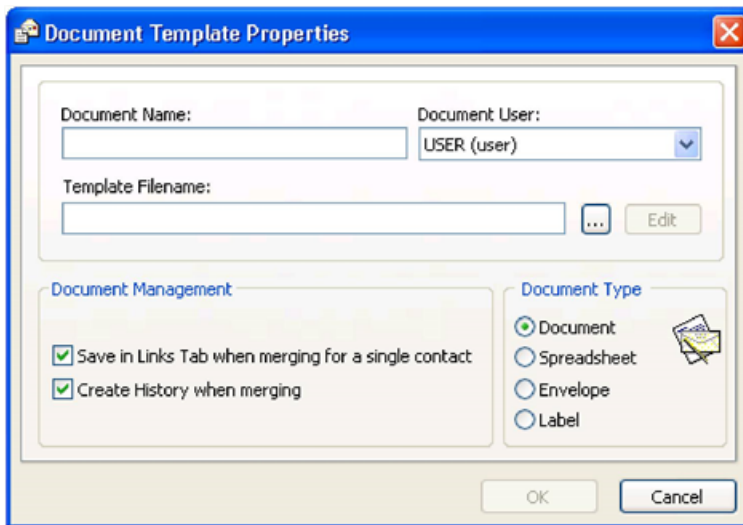 Document Template Properties
Document Name:
Document User:
USER (user)
Template Filename:
...
Edit
Document Management
Save in Links Tab when merging for a single contact
Create History when merging
Document Type
Document
Spreadsheet
Envelope
Label
OK
Cancel